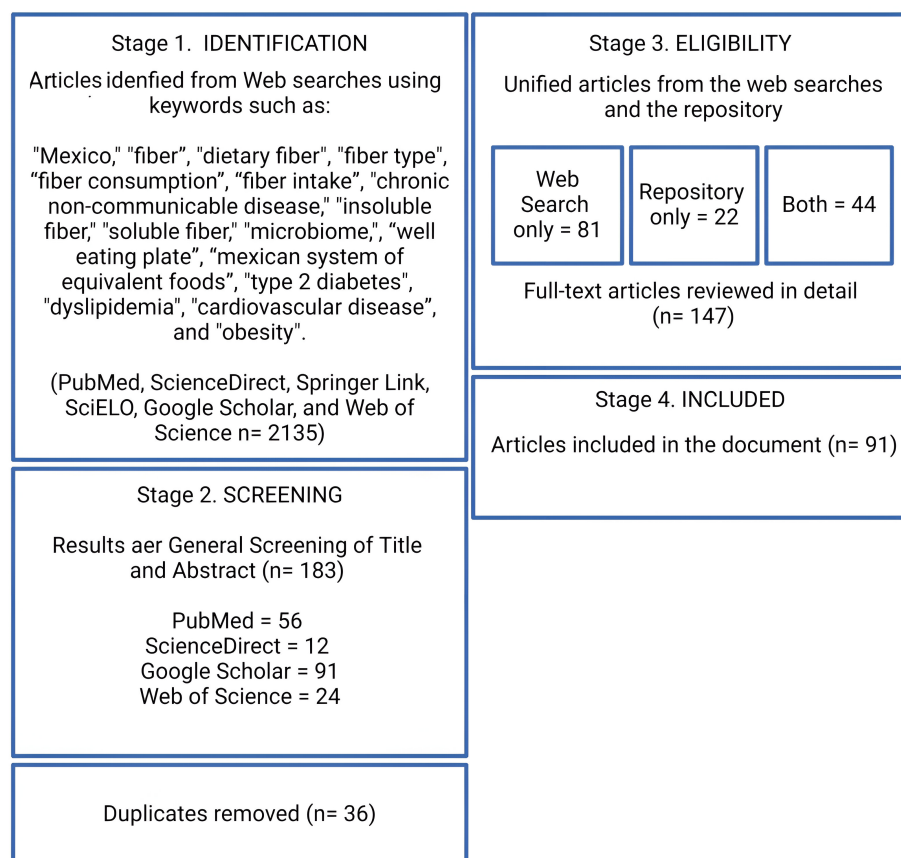 Stage 1. IDENTIFICATION
Articles idenfied from Web searches using
keywords such as:
"Mexico," "fiber”, "dietary fiber", "fiber type",
“fiber consumption”, “fiber intake”, "chronic
non-communicable disease," "insoluble
fiber," "soluble fiber," "microbiome,", “well
eating plate”, “mexican system of
equivalent foods”, "type 2 diabetes",
"dyslipidemia", "cardiovascular disease”,
and "obesity".
(PubMed, ScienceDirect, Springer Link,
SciELO, Google Scholar, and Web of
Science n= 2135)
Stage 2. SCREENING
Results aer General Screening of Title
and Abstract (n= 183)
PubMed = 56
ScienceDirect = 12
Google Scholar = 91
Web of Science = 24
Duplicates removed (n= 36)
Stage 3. ELIGIBILITY
Unified articles from the web searches
and the repository
Web
Search
only = 81
Repository
only = 22
Both = 44
Full-text articles reviewed in detail
(n= 147)
Stage 4. INCLUDED
Articles included in the document (n= 91)